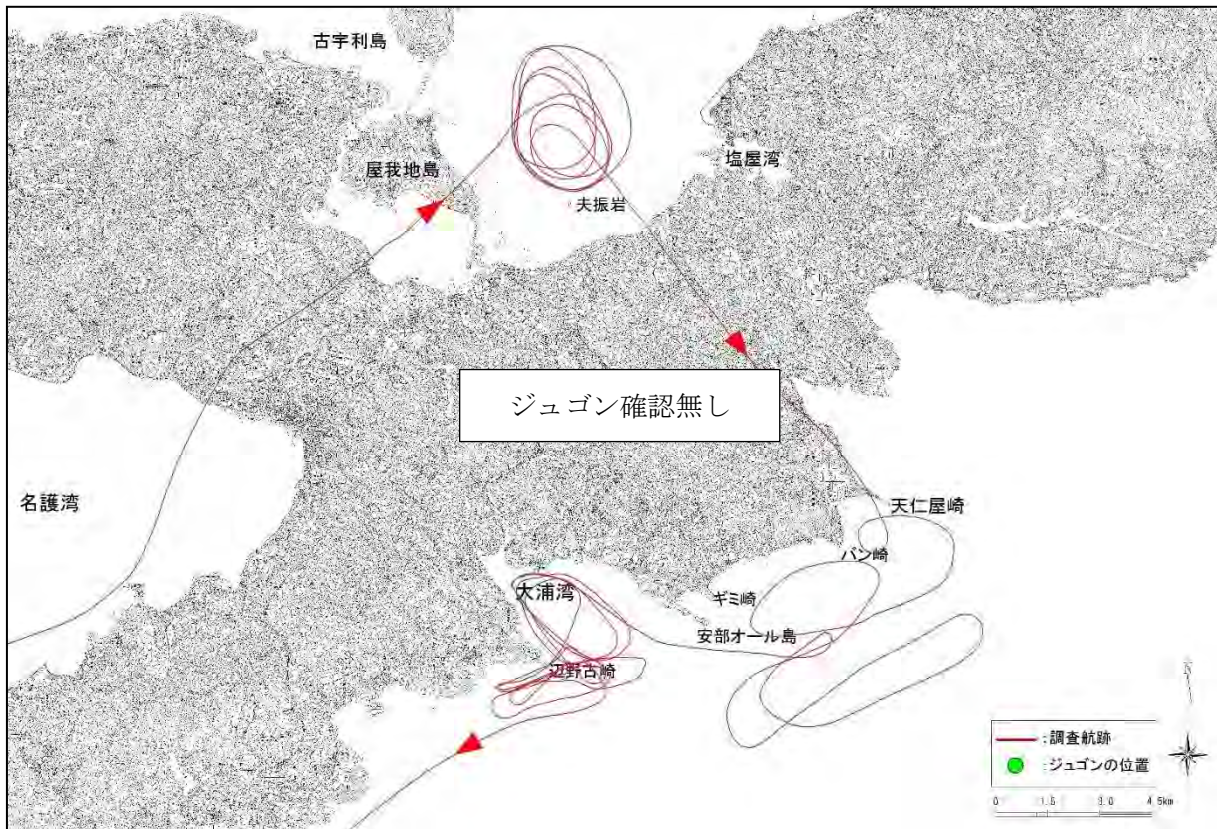 古宇利島
屋我地島
塩屋湾
夫振岩
ジュゴン確認無し
名護湾
天仁屋崎
バン崎
大浦湾
ギミ崎
安部オール島
辺野古崎
N
:調査航跡
:ジュゴンの位置
0 1.5 3.0 4.5km